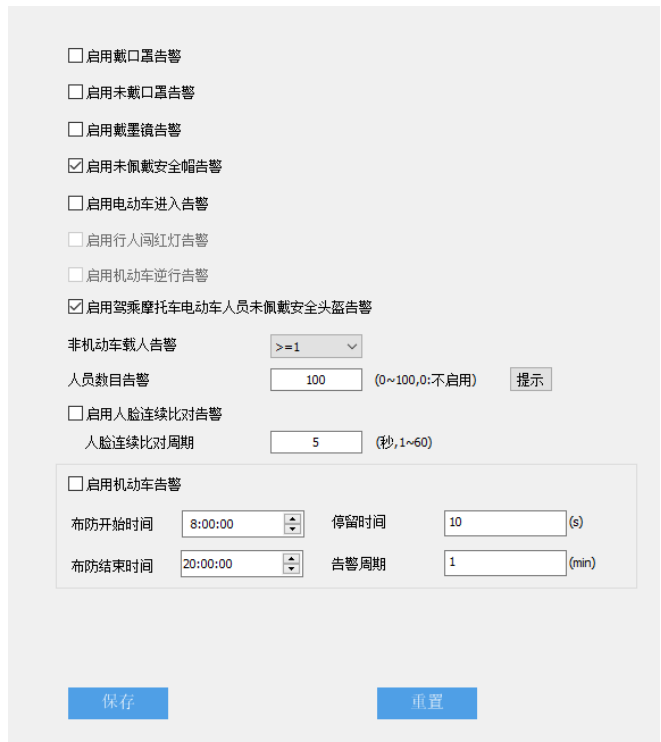 启用戴口罩告警
启用未戴口罩告警
启用戴墨镜告警
启用未佩戴安全帽告警
启用电动车进入告警
启用行人闯红灯告警
启用机动车逆行告警
启用驾乘摩托车电动车人员未佩戴安全头盔告警
非机动车载人告警 >=1
人员数目告警 100 (0~100,0:不启用) 提示
启用人脸连续比对告警
人脸连续比对周期 5 (秒,1~60)
启用机动车告警
布防开始时间 8:00:00 停留时间 10 (s)
布防结束时间 20:00:00 告警周期 1 (min)
保存 重置